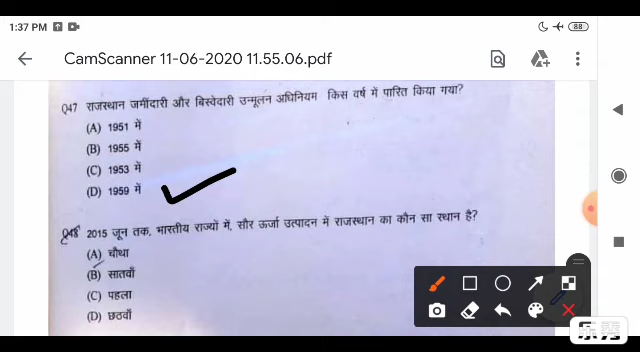 1:37 PM
88
CamScanner 11-06-2020 11.55.06.pdf
Q47 राजस्थान जमींदारी और बिस्वेदारी उन्मूलन अधिनियम किस वर्ष में पारित किया गया?
(A) 1951 में
(B) 1955 में
(C) 1953 में
(D) 1959 में
Q48 2015 जून तक, भारतीय राज्यों में, सौर ऊर्जा उत्पादन में राजस्थान का कौन सा स्थान है?
(A) चौथा
(B) सातवाँ
(C) पहला
(D) छठवाँ